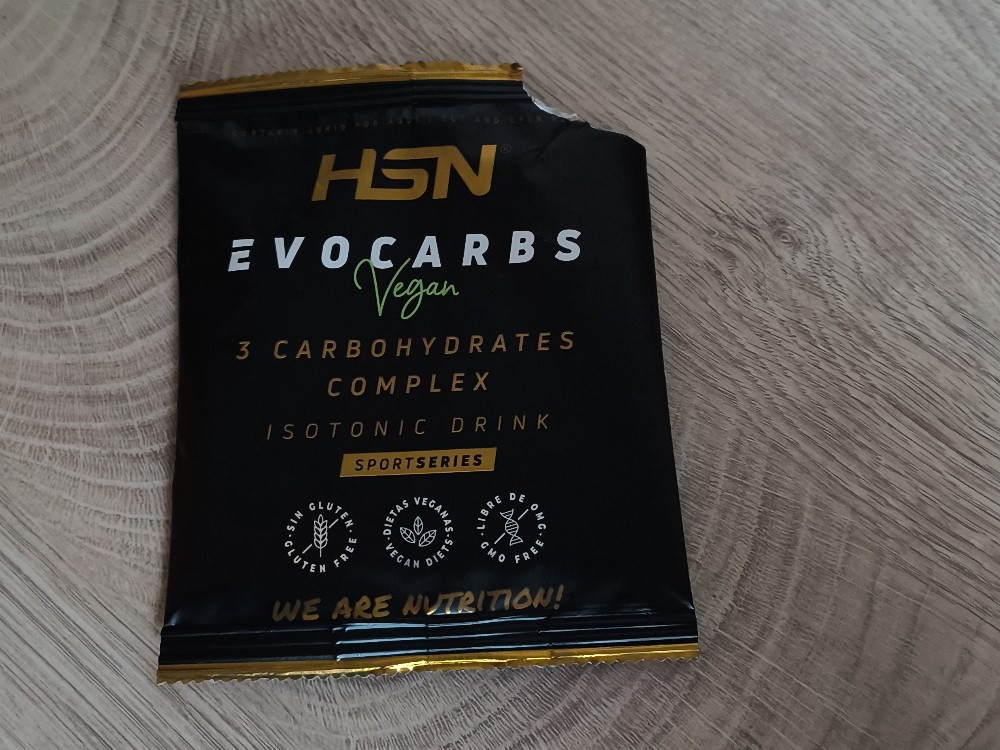 HSN®
EVOCARBS
Vegan
3 CARBOHYDRATES
COMPLEX
ISOTONIC DRINK
SPORTSERIES
·SIN GLUTEN·
GLUTEN FREE
·DIETAS VEGANAS·
VEGAN DIETS
·LIBRE DE OMG·
GMO FREE
WE ARE NUTRITION!